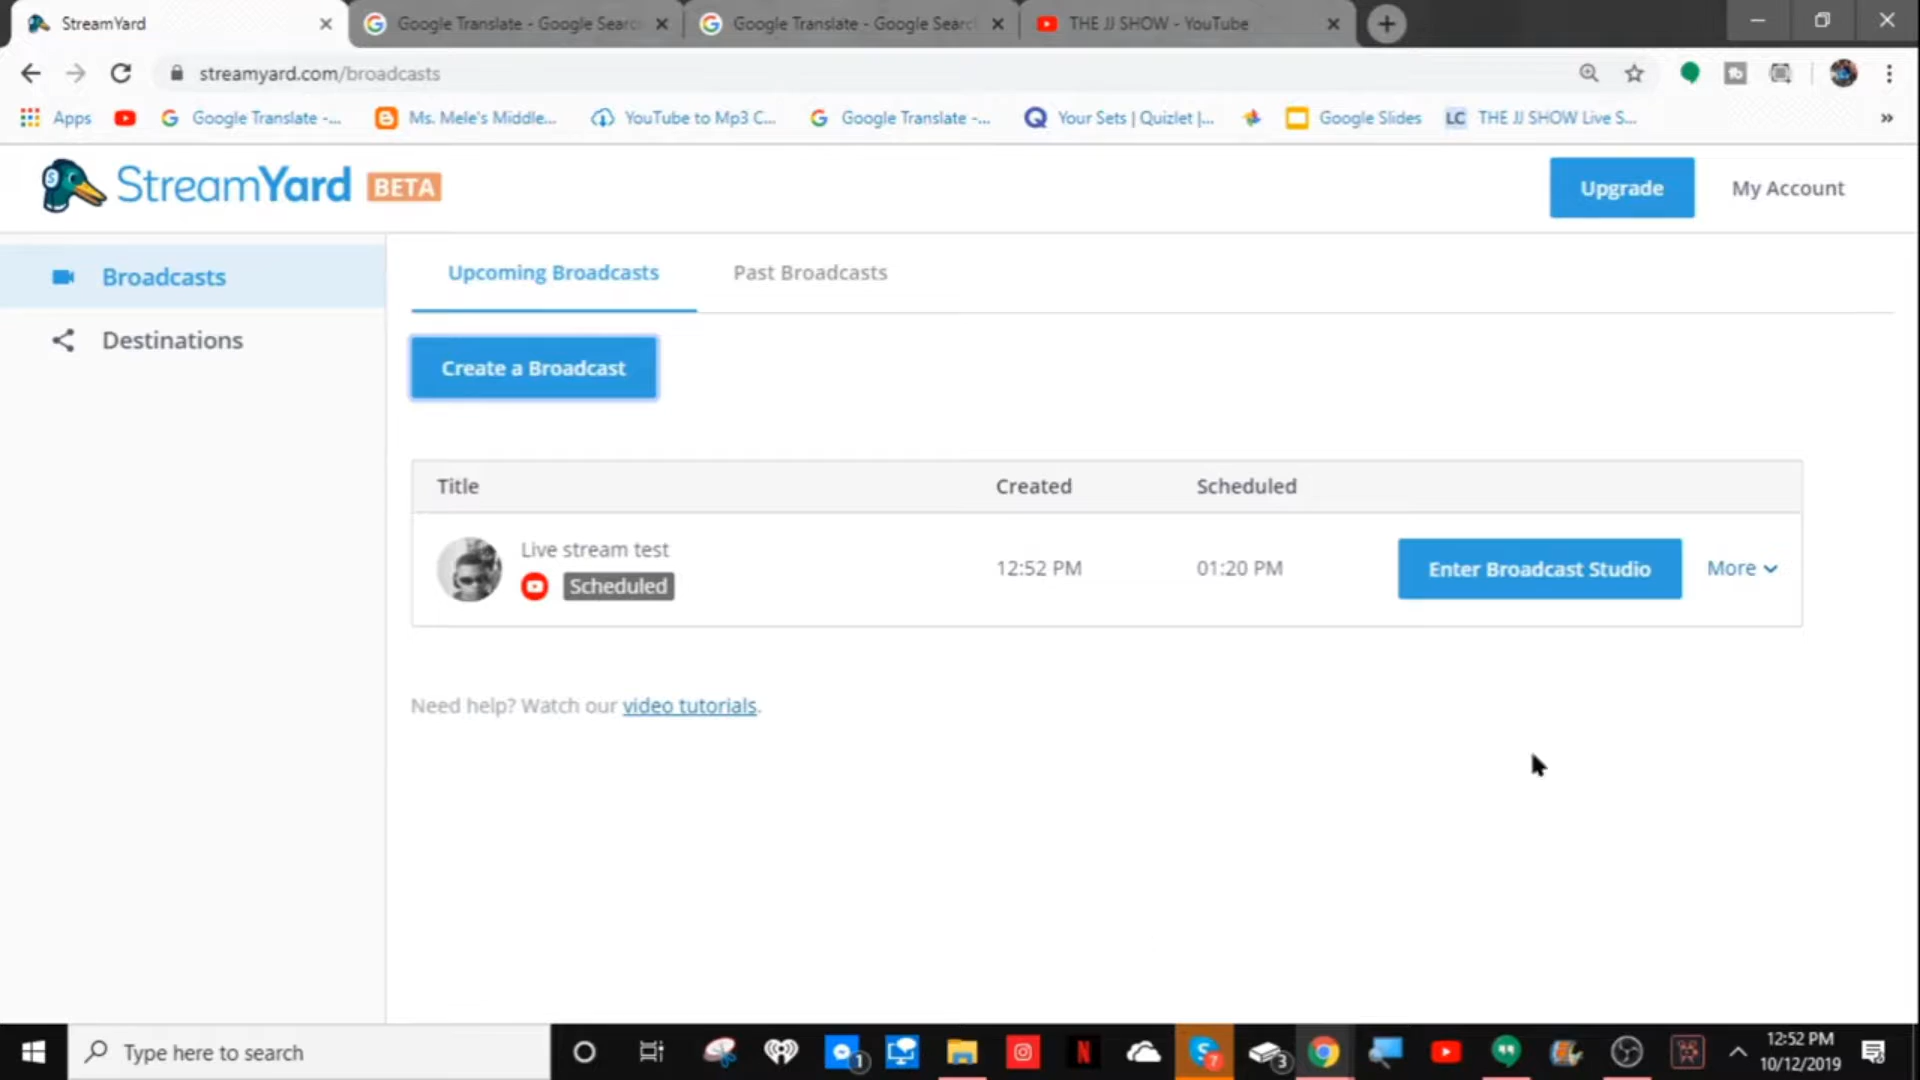 StreamYard
Google Translate - Google Searc
Google Translate - Google Searc
THE JJ SHOW - YouTube
streamyard.com/broadcasts
Apps
Google Translate -...
Ms. Mele's Middle...
YouTube to Mp3 C...
Google Translate -...
Your Sets | Quizlet |...
Google Slides
LC
THE JJ SHOW Live S...
»
StreamYard BETA
Upgrade
My Account
Broadcasts
Destinations
Upcoming Broadcasts
Past Broadcasts
Create a Broadcast
Title
Created
Scheduled
Live stream test
Scheduled
12:52 PM
01:20 PM
Enter Broadcast Studio
More
Need help? Watch our video tutorials.
Type here to search
1
N
S
7
3
12:52 PM
10/12/2019